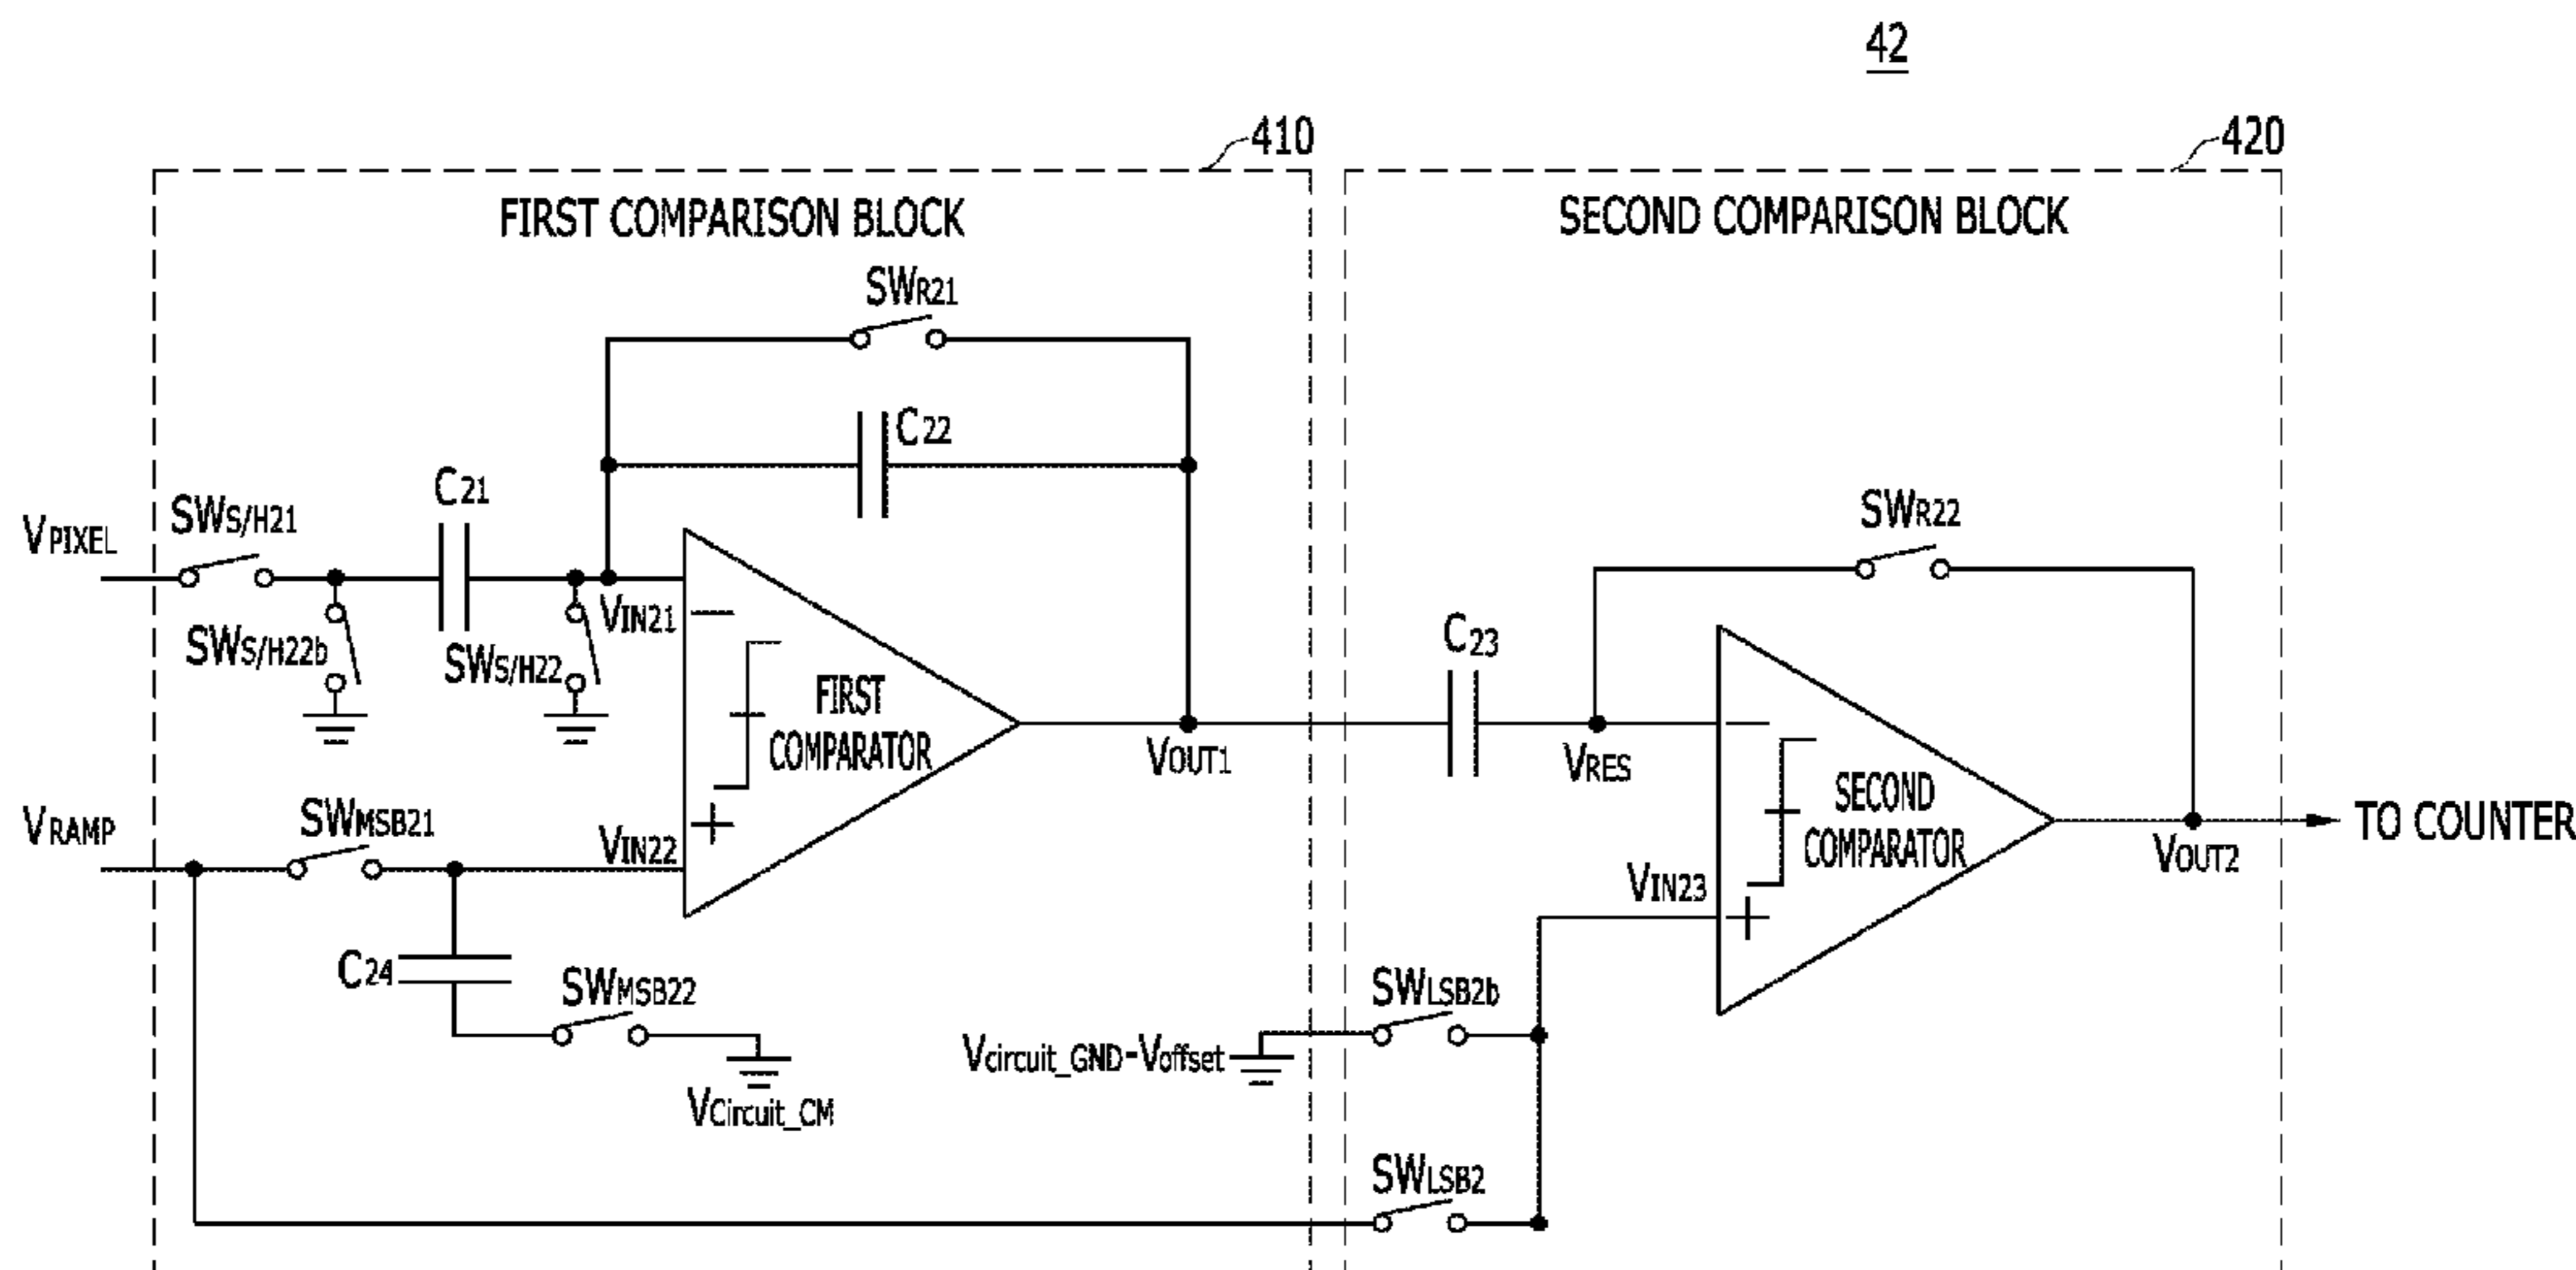 42
410
420
FIRST COMPARISON BLOCK
SECOND COMPARISON BLOCK
SWR21
C22
C21
SWS/H21
VPIXEL
SWR22
VIN21
SWS/H22b
SWS/H22
C23
FIRST
COMPARATOR
VOUT1
VRES
SECOND
COMPARATOR
TO COUNTER
VOUT2
VRAMP
SWMSB21
VIN22
VIN23
C24
SWMSB22
SWLSB2b
Vcircuit_GND-Voffset
VCircuit_CM
SWLSB2